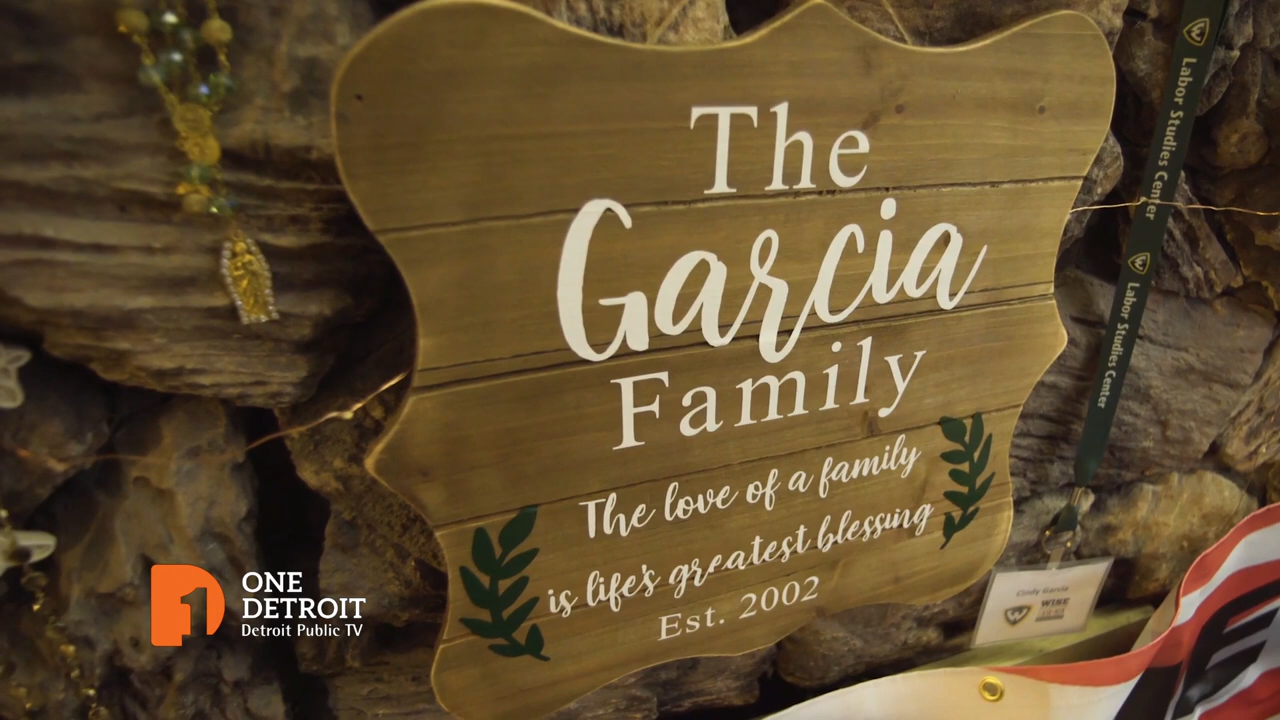 The
Garcia
Family
The love of a family
is life's greatest blessing
Est. 2002
Labor Studies Center
Labor Studies Center
Cindy Garcia
WISE
ONE
DETROIT
Detroit Public TV